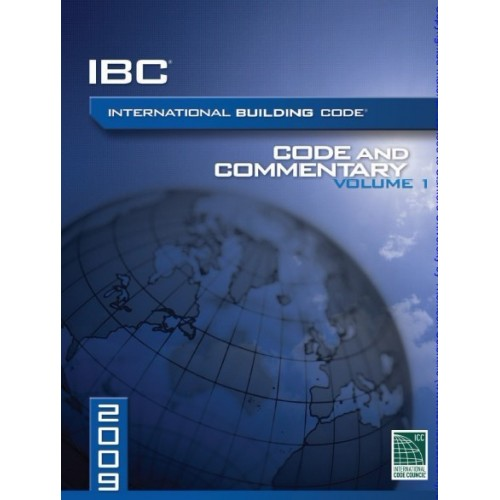 IBC®
INTERNATIONAL BUILDING CODE®
CODE AND
COMMENTARY
VOLUME 1
2009
ICC
INTERNATIONAL
CODE COUNCIL®